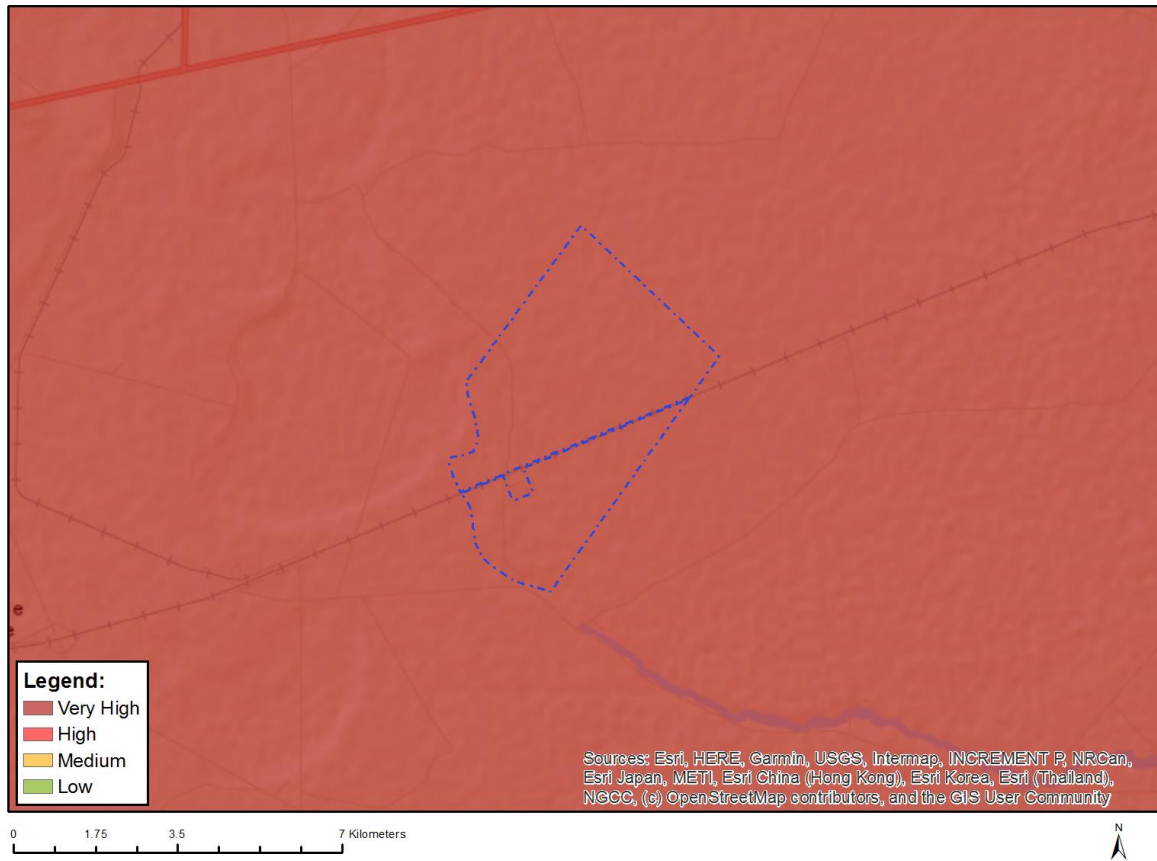 e
e
Legend:
Very High
High
Medium
Low
Sources: Esri, HERE, Garmin, USGS, Intermap, INCREMENT P, NRCan,
Esri Japan, METI, Esri China (Hong Kong), Esri Korea, Esri (Thailand),
NGCC, (c) OpenStreetMap contributors, and the GIS User Community
0 1.75 3.5 7 Kilometers
N